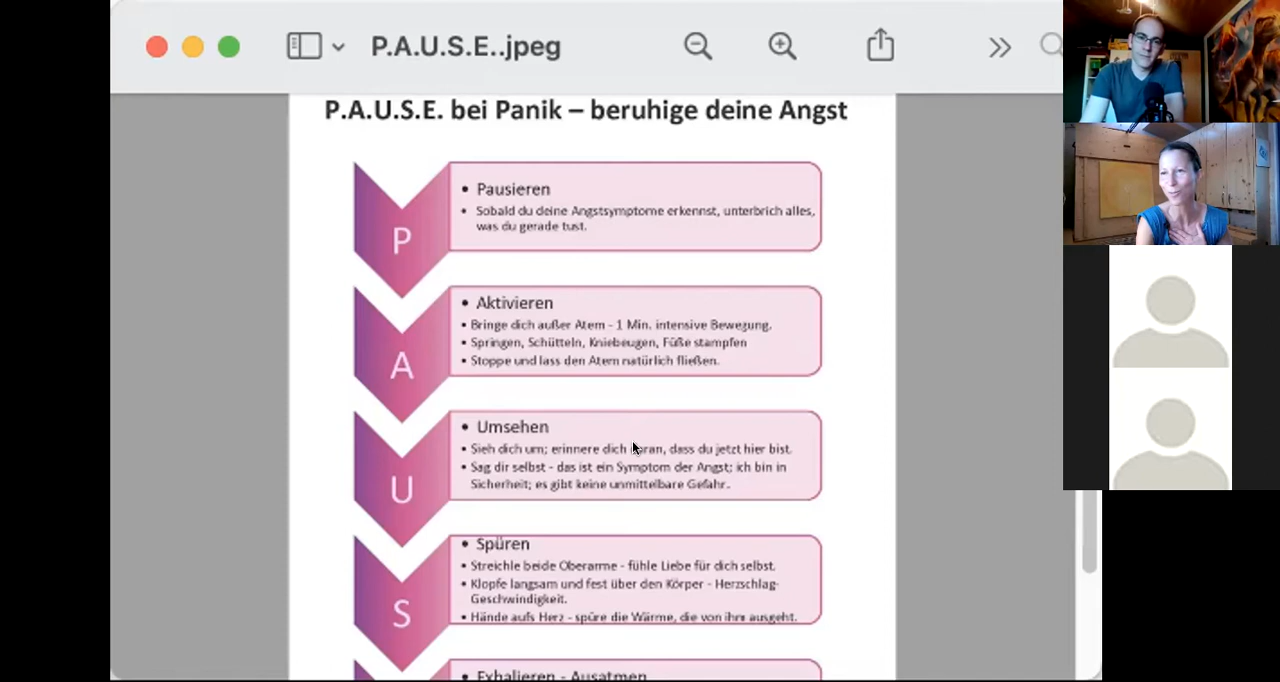 P.A.U.S.E..jpeg
P.A.U.S.E. bei Panik – beruhige deine Angst
P
• Pausieren
• Sobald du deine Angstsymptome erkennst, unterbrich alles,
was du gerade tust.
A
• Aktivieren
• Bringe dich außer Atem - 1 Min. intensive Bewegung.
• Springen, Schütteln, Kniebeugen, Füße stampfen
• Stoppe und lass den Atem natürlich fließen.
U
• Umsehen
• Sieh dich um; erinnere dich daran, dass du jetzt hier bist.
• Sag dir selbst - das ist ein Symptom der Angst; ich bin in
Sicherheit; es gibt keine unmittelbare Gefahr.
S
• Spüren
• Streichle beide Oberarme - fühle Liebe für dich selbst.
• Klopfe langsam und fest über den Körper - Herzschlag-
Geschwindigkeit.
• Hände aufs Herz - spüre die Wärme, die von ihm ausgeht.
• Exhalieren - Ausatmen